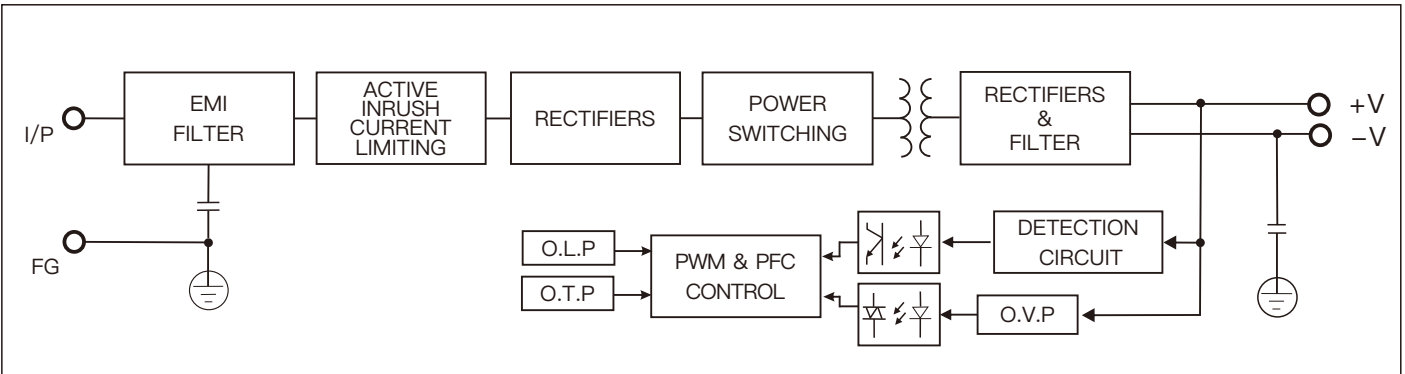 I/P
EMI
FILTER
ACTIVE
INRUSH
CURRENT
LIMITING
RECTIFIERS
POWER
SWITCHING
RECTIFIERS
&
FILTER
+V
−V
FG
O.L.P
O.T.P
PWM & PFC
CONTROL
DETECTION
CIRCUIT
O.V.P